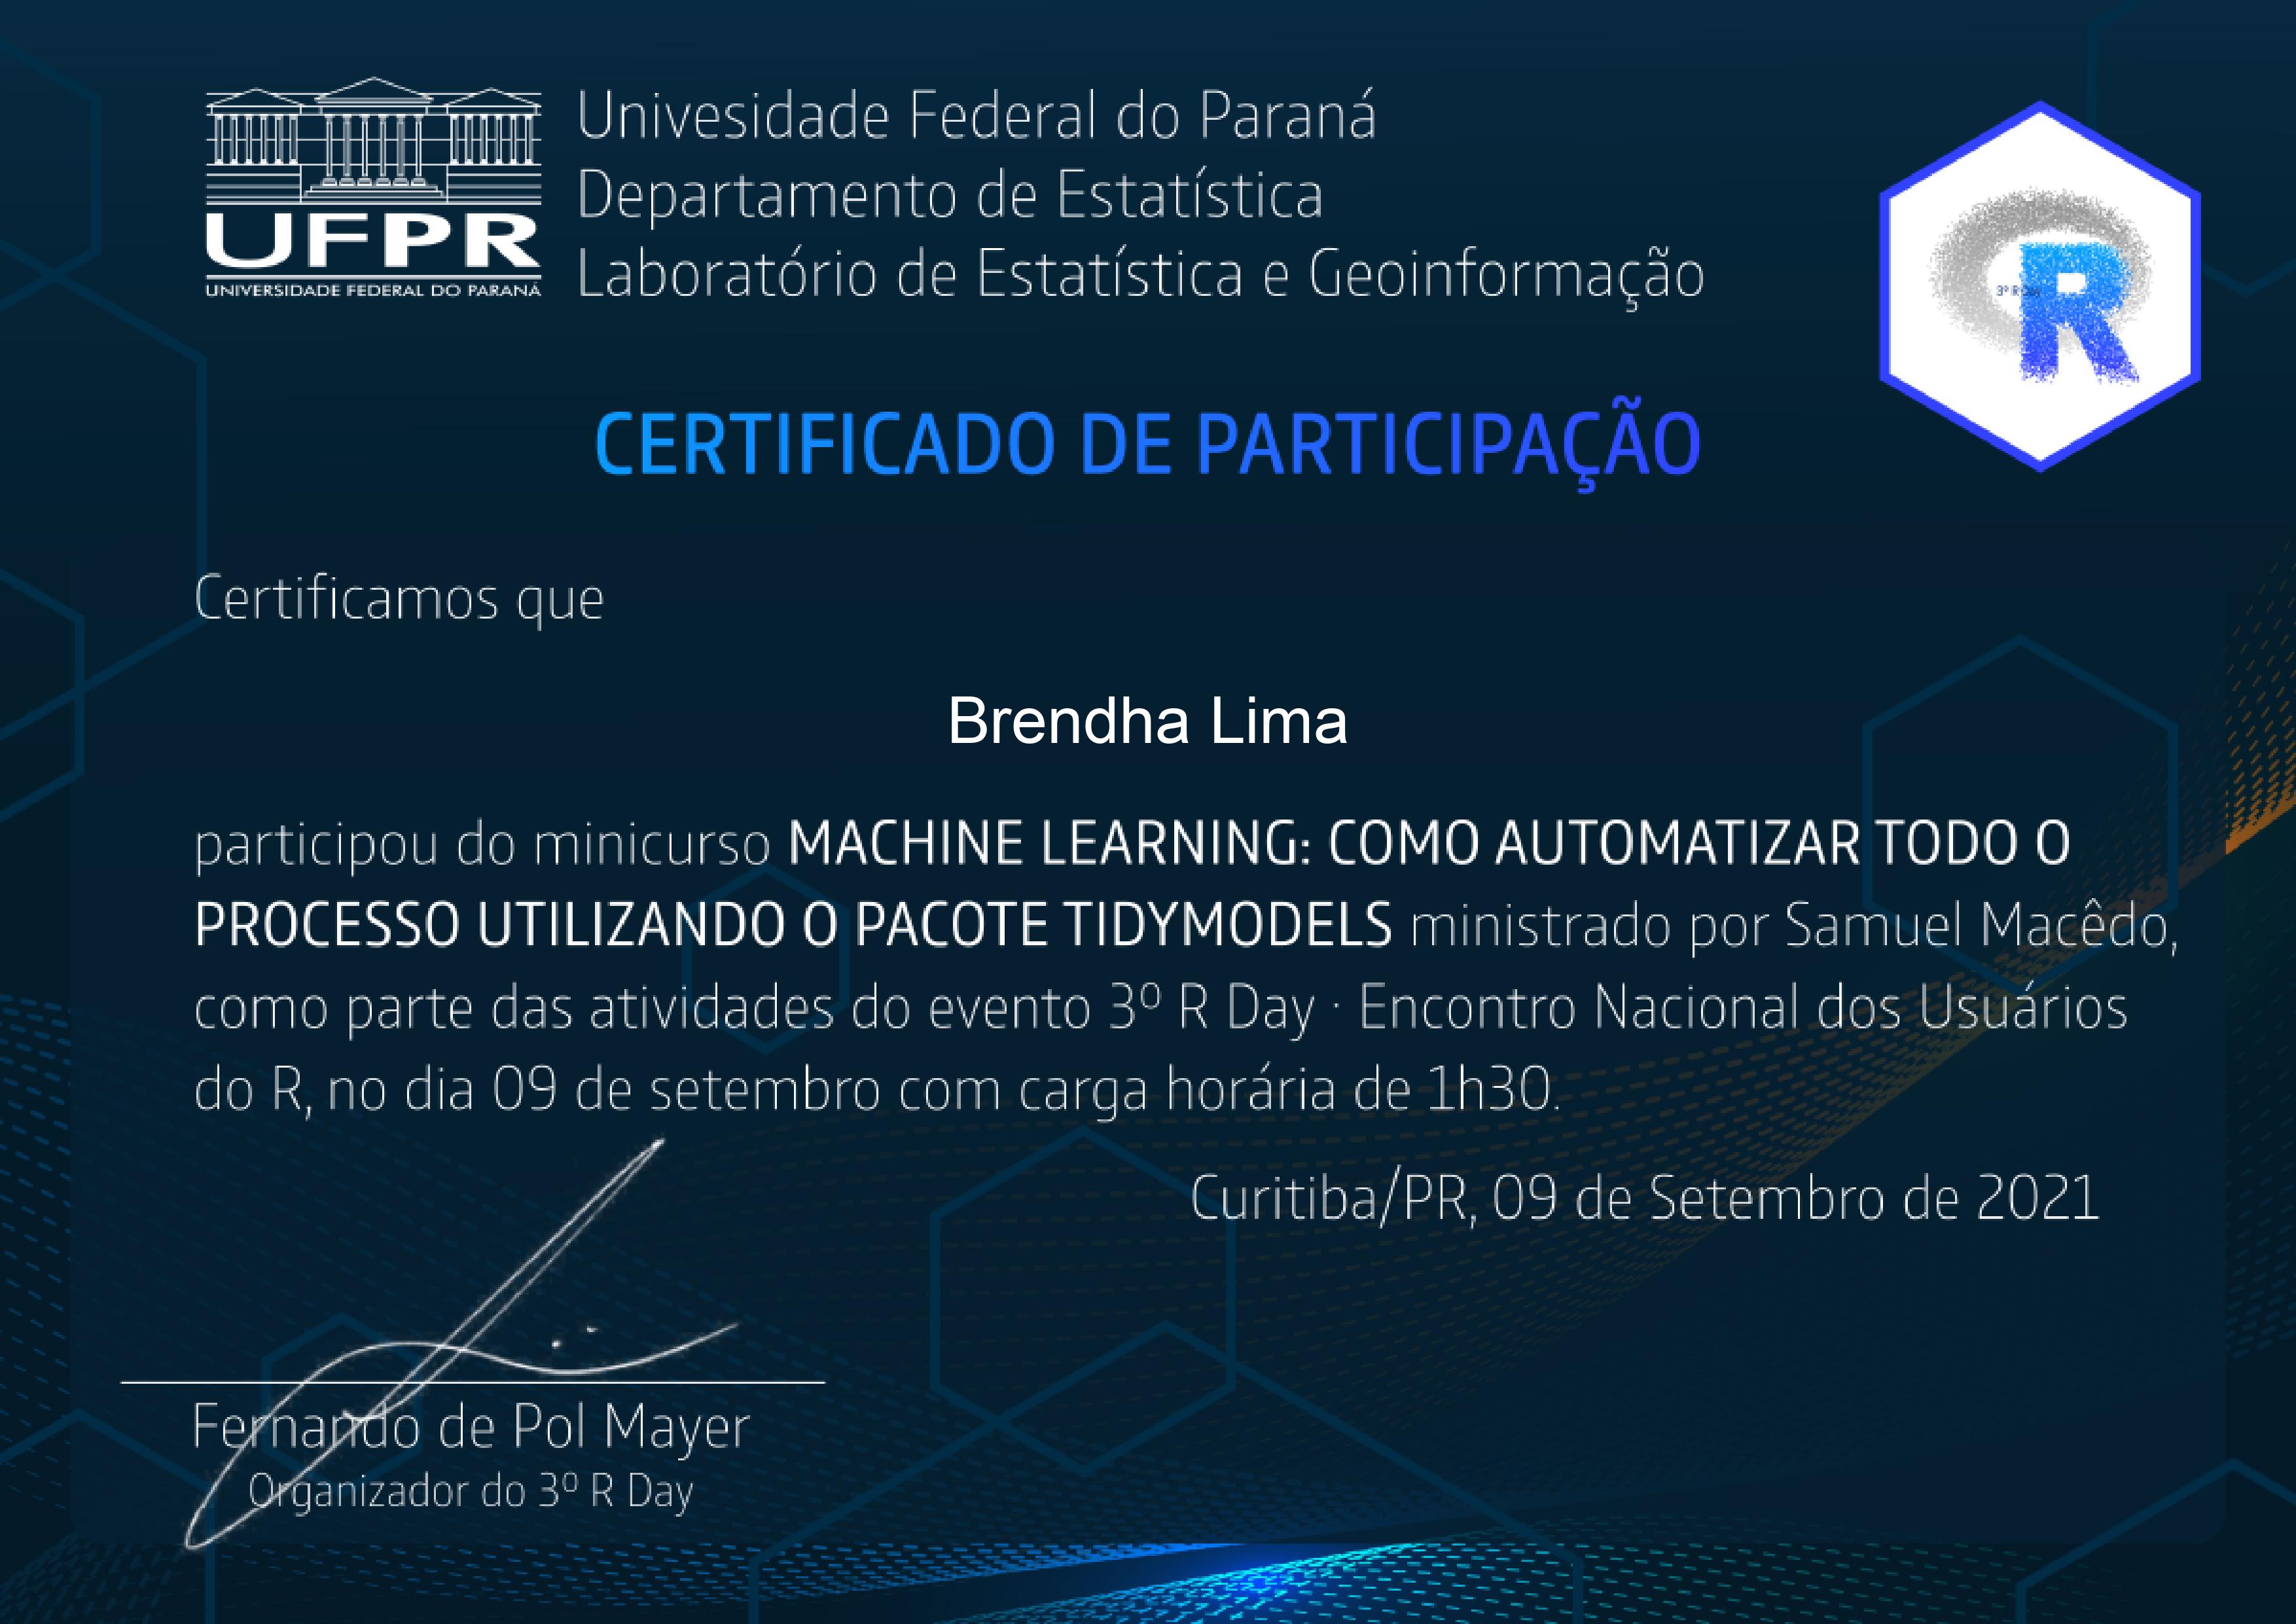 UFPR
UNIVERSIDADE FEDERAL DO PARANÁ
Univesidade Federal do Paraná
Departamento de Estatística
Laboratório de Estatística e Geoinformação
3º R Day
R
CERTIFICADO DE PARTICIPAÇÃO
Certificamos que
Brendha Lima
participou do minicurso MACHINE LEARNING: COMO AUTOMATIZAR TODO O
PROCESSO UTILIZANDO O PACOTE TIDYMODELS ministrado por Samuel Macêdo,
como parte das atividades do evento 3º R Day · Encontro Nacional dos Usuários
do R, no dia 09 de setembro com carga horária de 1h30.
Curitiba/PR, 09 de Setembro de 2021
Fernando de Pol Mayer
Organizador do 3º R Day